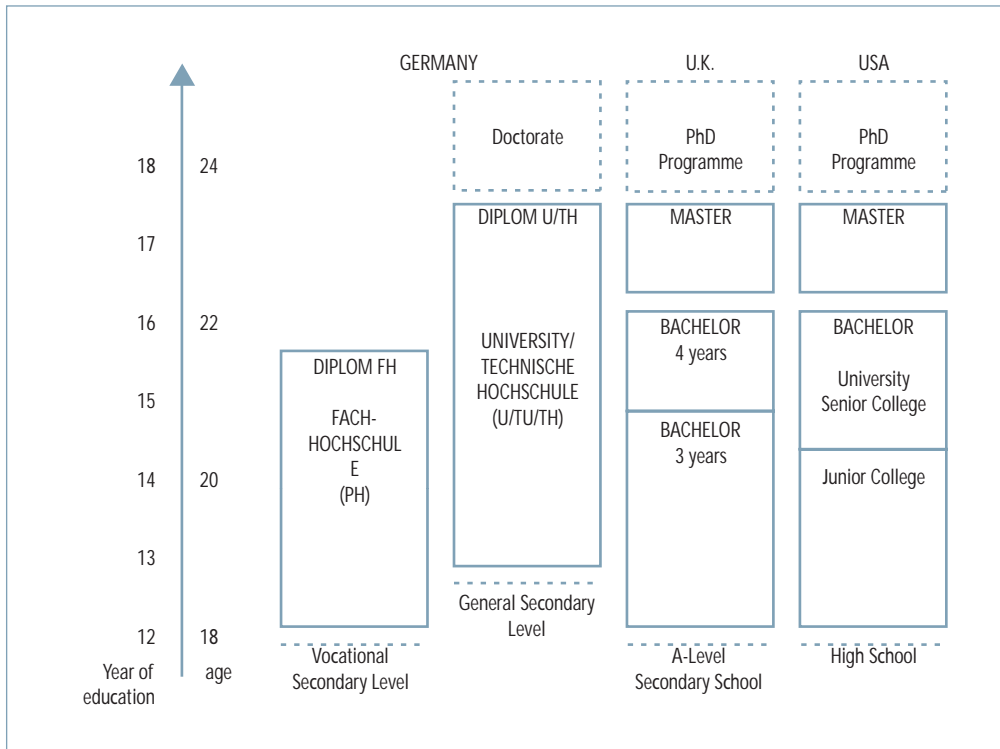 GERMANY
U.K.
USA
18
24
17
16
22
15
14
20
13
12
18
Year of
education
age
DIPLOM FH
FACH-
HOCHSCHUL
E
(PH)
Vocational
Secondary Level
Doctorate
DIPLOM U/TH
UNIVERSITY/
TECHNISCHE
HOCHSCHULE
(U/TU/TH)
General Secondary
Level
PhD
Programme
MASTER
BACHELOR
4 years
BACHELOR
3 years
A-Level
Secondary School
PhD
Programme
MASTER
BACHELOR
University
Senior College
Junior College
High School